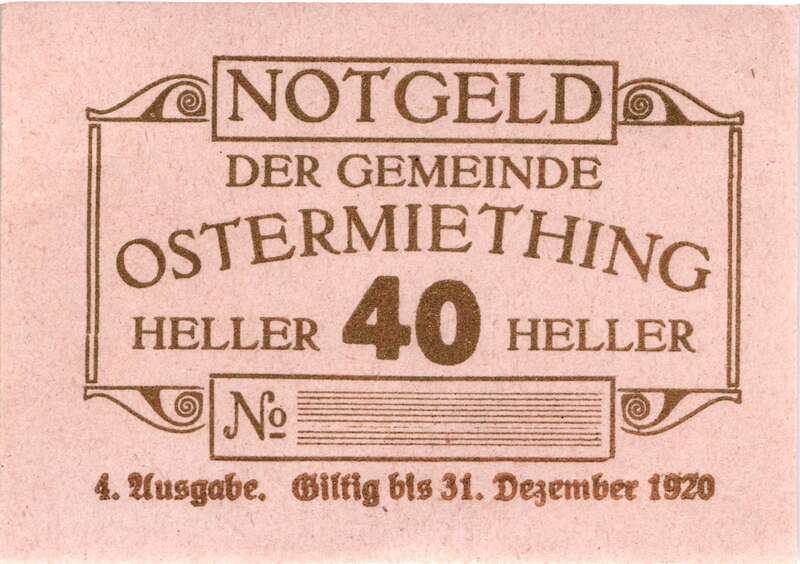 NOTGELD
DER GEMEINDE
OSTERMIETHING
HELLER 40 HELLER
No
4. Ausgabe. Giltig bis 31. Dezember 1920